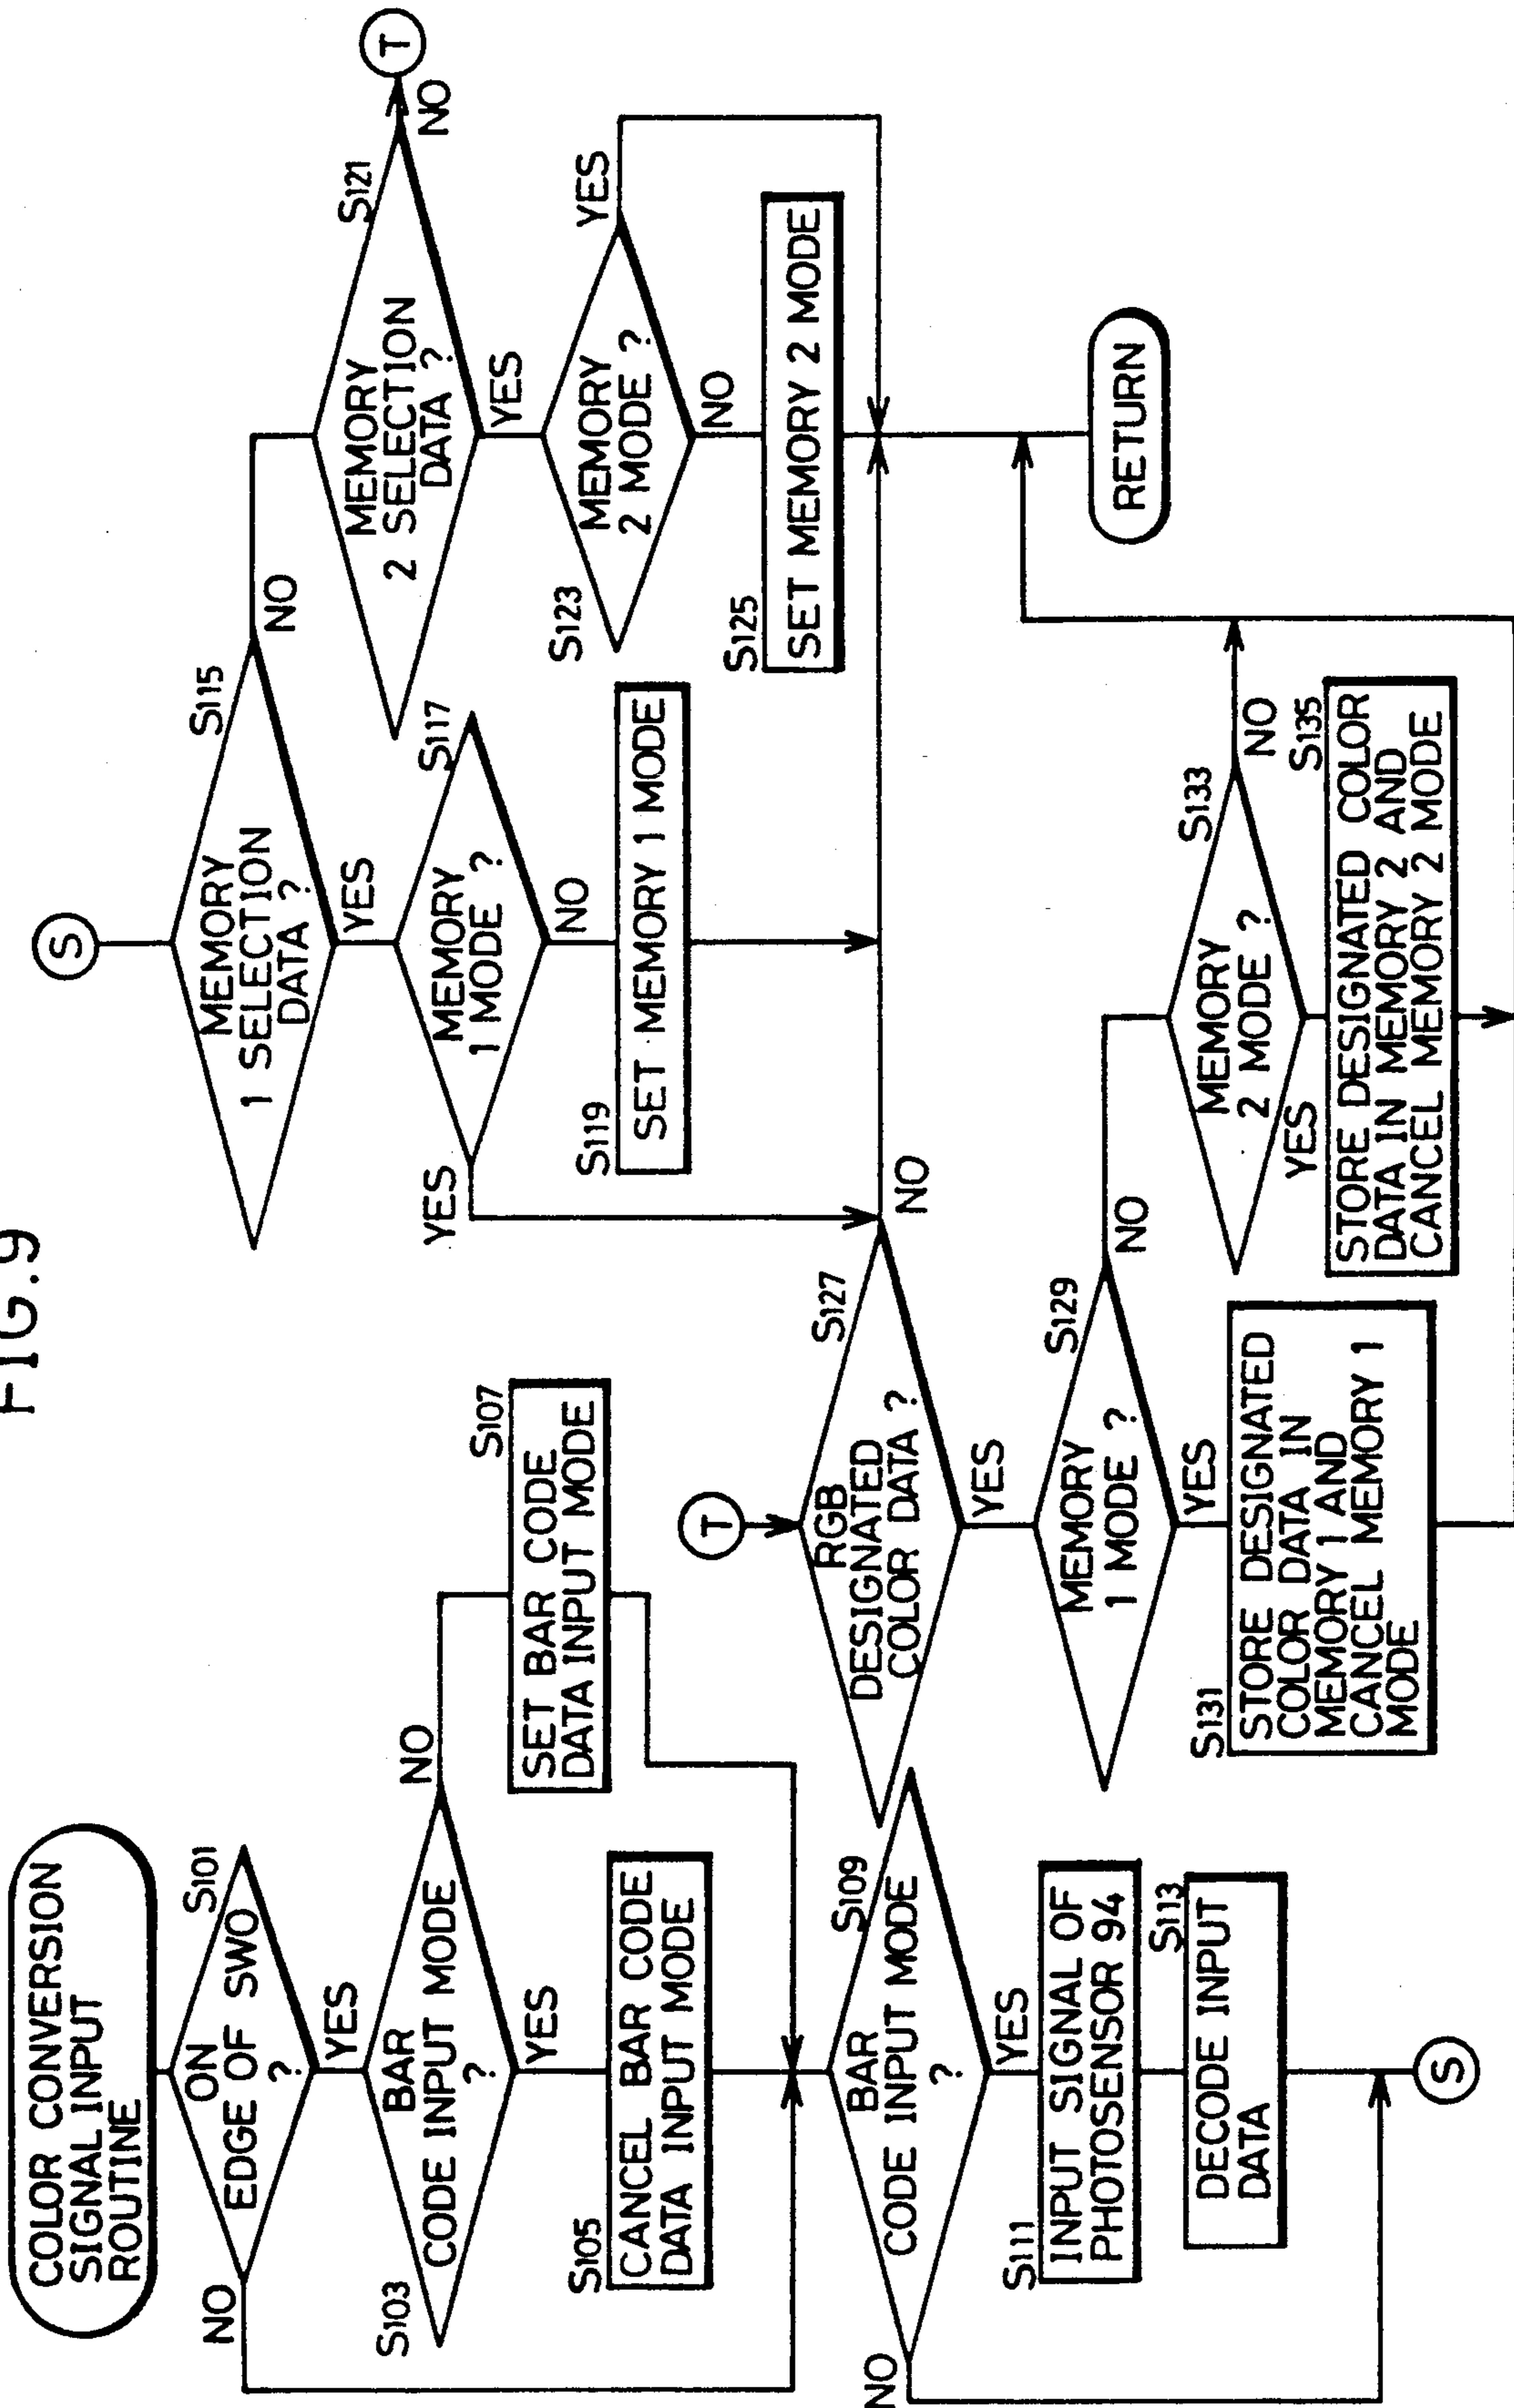 FIG.9
COLOR CONVERSION
SIGNAL INPUT
ROUTINE
S101
ON
EDGE OF SW0
?
NO
YES
S103
BAR
CODE INPUT MODE
?
NO
YES
S105
CANCEL BAR CODE
DATA INPUT MODE
S107
SET BAR CODE
DATA INPUT MODE
S109
BAR
CODE INPUT MODE
?
NO
YES
S111
INPUT SIGNAL OF
PHOTOSENSOR 94
S113
DECODE INPUT
DATA
S
S
S115
MEMORY
1 SELECTION
DATA ?
NO
YES
S117
MEMORY
1 MODE ?
YES
NO
S119
SET MEMORY 1 MODE
S121
MEMORY
2 SELECTION
DATA ?
NO
T
YES
S123
MEMORY
2 MODE ?
YES
NO
S125
SET MEMORY 2 MODE
T
S127
RGB
DESIGNATED
COLOR DATA ?
NO
YES
S129
MEMORY
1 MODE ?
NO
YES
S131
STORE DESIGNATED
COLOR DATA IN
MEMORY 1 AND
CANCEL MEMORY 1
MODE
S133
MEMORY
2 MODE ?
NO
YES
S135
STORE DESIGNATED COLOR
DATA IN MEMORY 2 AND
CANCEL MEMORY 2 MODE
RETURN